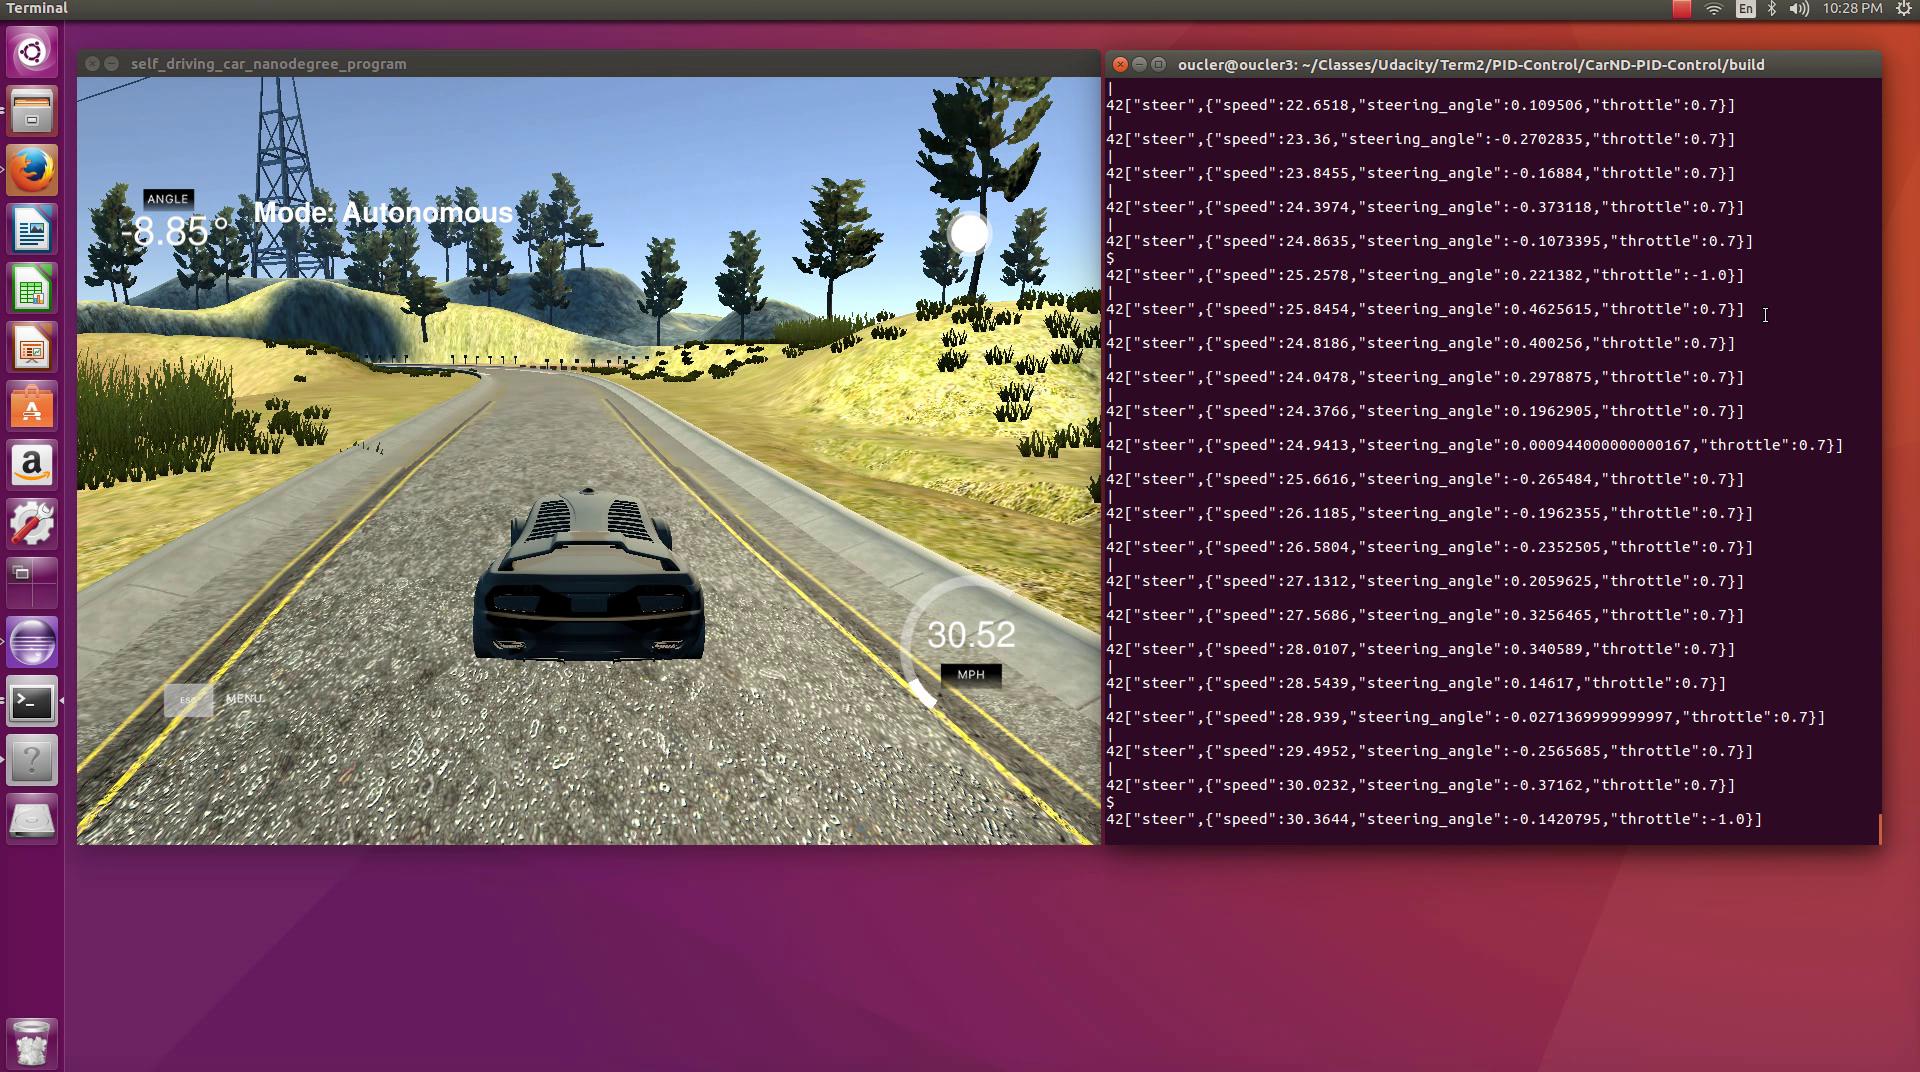 Terminal
En
10:28 PM
self_driving_car_nanodegree_program
ANGLE
-8.85°
Mode: Autonomous
30.52
MPH
ESC
MENU
oucler@oucler3: ~/Classes/Udacity/Term2/PID-Control/CarND-PID-Control/build
|
42["steer",{"speed":22.6518,"steering_angle":0.109506,"throttle":0.7}]
|
42["steer",{"speed":23.36,"steering_angle":-0.2702835,"throttle":0.7}]
|
42["steer",{"speed":23.8455,"steering_angle":-0.16884,"throttle":0.7}]
|
42["steer",{"speed":24.3974,"steering_angle":-0.373118,"throttle":0.7}]
|
42["steer",{"speed":24.8635,"steering_angle":-0.1073395,"throttle":0.7}]
$
42["steer",{"speed":25.2578,"steering_angle":0.221382,"throttle":-1.0}]
|
42["steer",{"speed":25.8454,"steering_angle":0.4625615,"throttle":0.7}]
|
42["steer",{"speed":24.8186,"steering_angle":0.400256,"throttle":0.7}]
|
42["steer",{"speed":24.0478,"steering_angle":0.2978875,"throttle":0.7}]
|
42["steer",{"speed":24.3766,"steering_angle":0.1962905,"throttle":0.7}]
|
42["steer",{"speed":24.9413,"steering_angle":0.000944000000000167,"throttle":0.7}]
|
42["steer",{"speed":25.6616,"steering_angle":-0.265484,"throttle":0.7}]
|
42["steer",{"speed":26.1185,"steering_angle":-0.1962355,"throttle":0.7}]
|
42["steer",{"speed":26.5804,"steering_angle":-0.2352505,"throttle":0.7}]
|
42["steer",{"speed":27.1312,"steering_angle":0.2059625,"throttle":0.7}]
|
42["steer",{"speed":27.5686,"steering_angle":0.3256465,"throttle":0.7}]
|
42["steer",{"speed":28.0107,"steering_angle":0.340589,"throttle":0.7}]
|
42["steer",{"speed":28.5439,"steering_angle":0.14617,"throttle":0.7}]
|
42["steer",{"speed":28.939,"steering_angle":-0.0271369999999997,"throttle":0.7}]
|
42["steer",{"speed":29.4952,"steering_angle":-0.2565685,"throttle":0.7}]
|
42["steer",{"speed":30.0232,"steering_angle":-0.37162,"throttle":0.7}]
$
42["steer",{"speed":30.3644,"steering_angle":-0.1420795,"throttle":-1.0}]